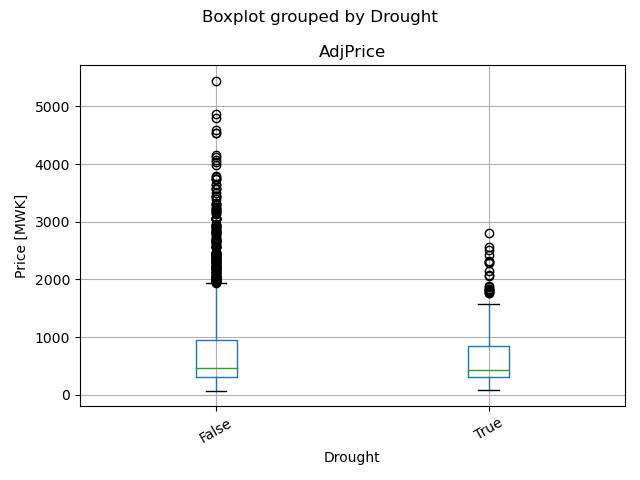 Boxplot grouped by Drought
AdjPrice
Price [MWK]
5000
4000
3000
2000
1000
0
False
True
Drought